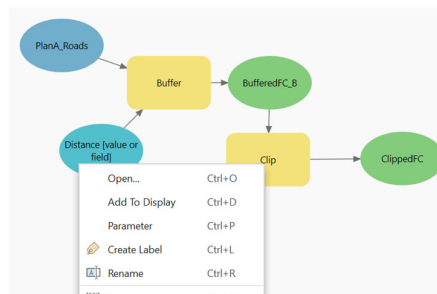 PlanA_Roads
Buffer
BufferedFC_B
Distance [value or
field]
Clip
ClippedFC
Open... Ctrl+O
Add To Display Ctrl+D
Parameter Ctrl+P
Create Label Ctrl+L
Rename Ctrl+R